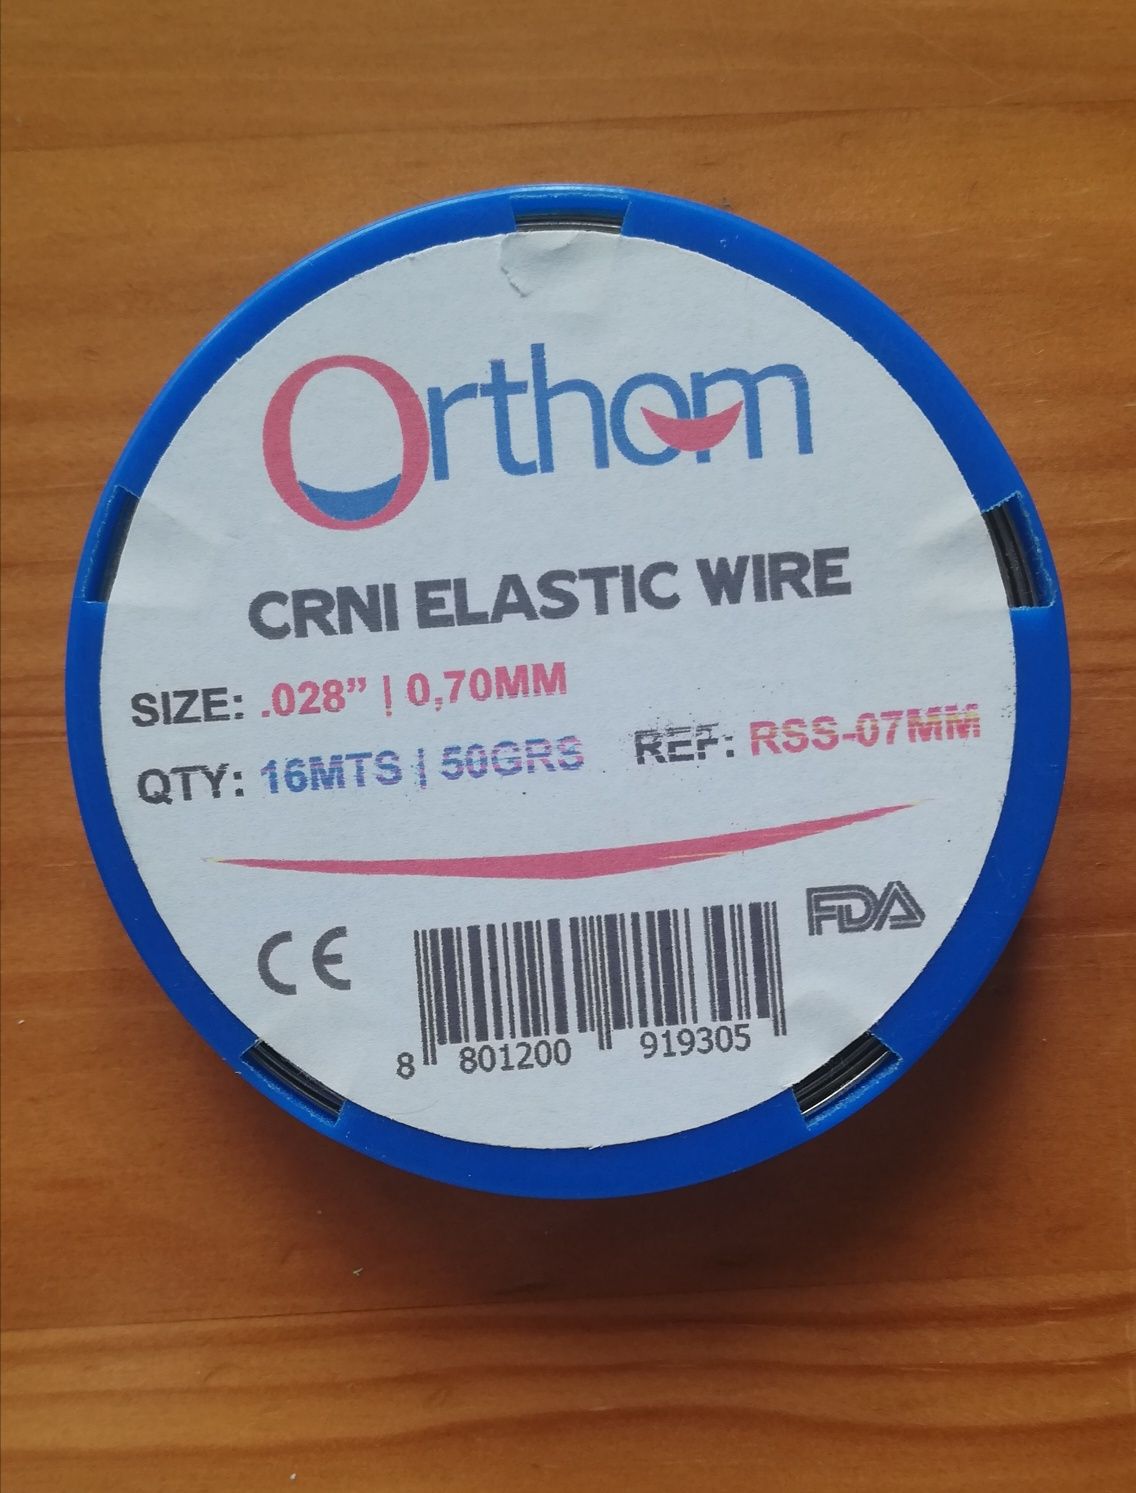 Orthom
CRNI ELASTIC WIRE
SIZE: .028” | 0,70MM
QTY: 16MTS | 50GRS REF: RSS-07MM
CE FDA
8 801200 919305